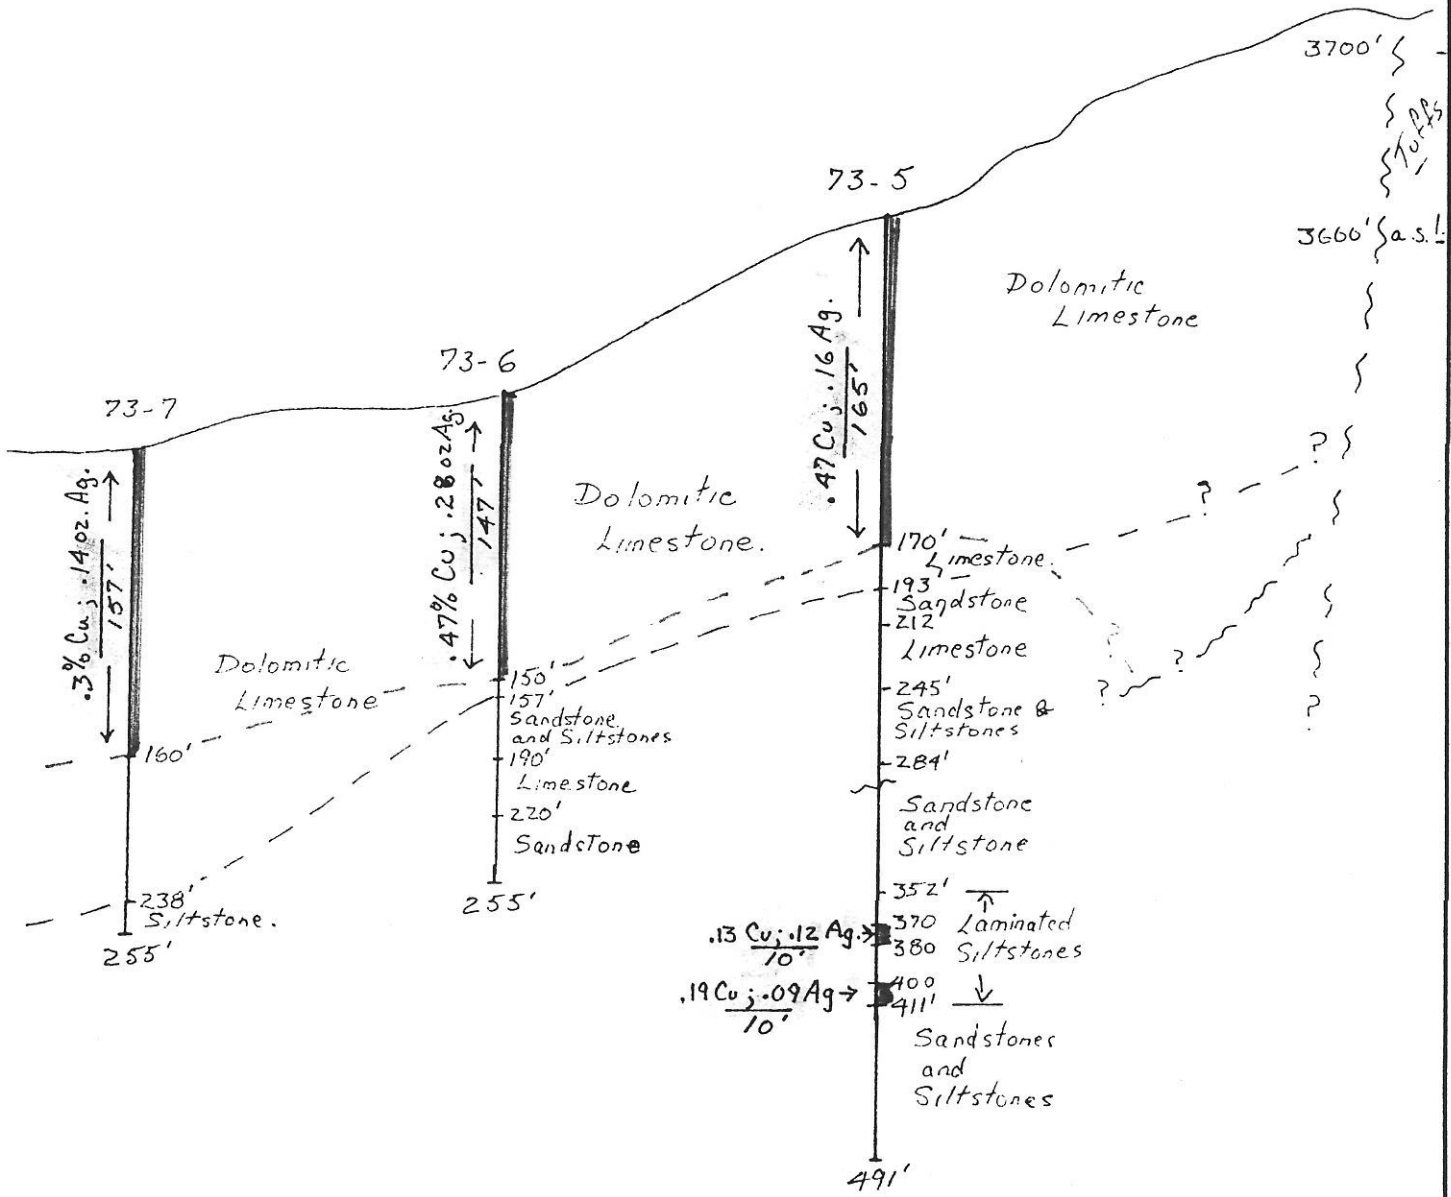 3700'
Tuffs
3600' a.s.l.
73-5
.47 Cu; .16 Ag.
165'
Dolomitic
Limestone
73-6
.47% Cu; .28 oz Ag.
147'
Dolomitic
Limestone.
73-7
.3% Cu; .14 oz. Ag.
157'
Dolomitic
Limestone
?
?
?
?
?
170'
Limestone
193'
Sandstone
212'
Limestone
245'
Sandstone &
Siltstones
284'
Sandstone
and
Siltstone
352'
370
Laminated
380
Siltstones
.13 Cu; .12 Ag.
10'
400
411'
.19 Cu; .09 Ag
10'
Sandstones
and
Siltstones
491'
150'
157'
Sandstone
and Siltstones
190'
Limestone
220'
Sandstone
255'
160'
238'
Siltstone.
255'